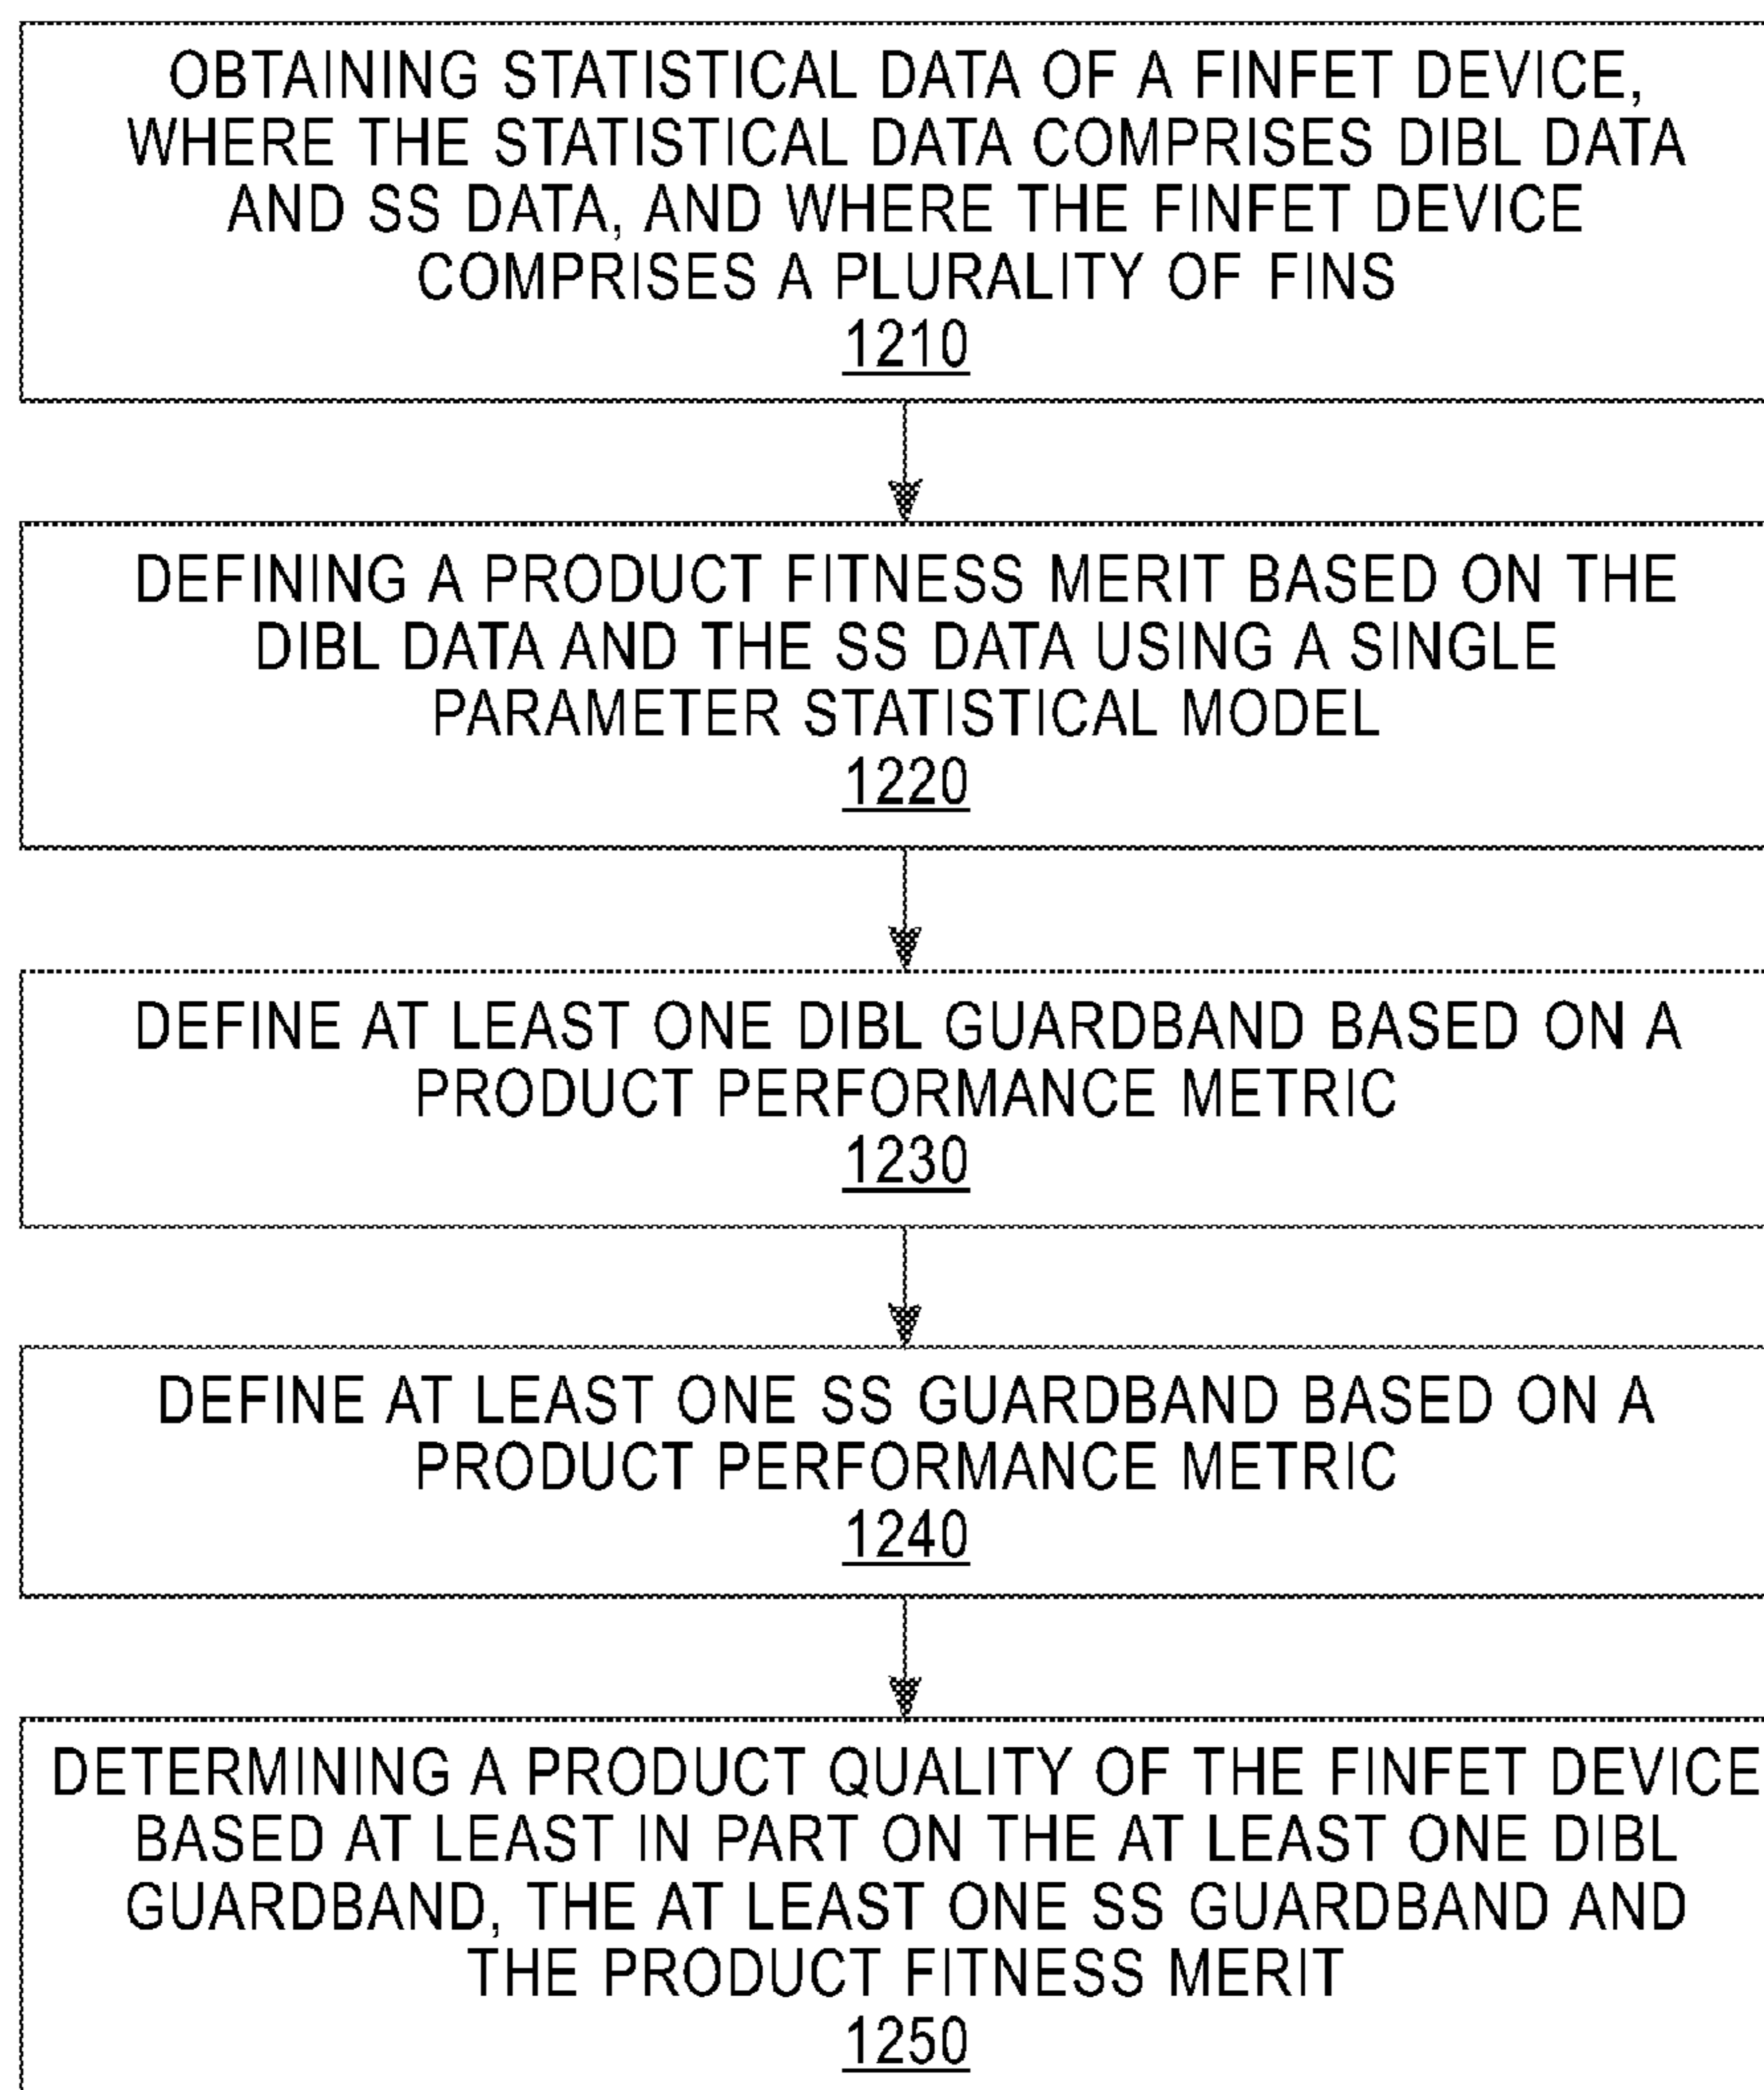 OBTAINING STATISTICAL DATA OF A FINFET DEVICE,
WHERE THE STATISTICAL DATA COMPRISES DIBL DATA
AND SS DATA, AND WHERE THE FINFET DEVICE
COMPRISES A PLURALITY OF FINS
1210
DEFINING A PRODUCT FITNESS MERIT BASED ON THE
DIBL DATA AND THE SS DATA USING A SINGLE
PARAMETER STATISTICAL MODEL
1220
DEFINE AT LEAST ONE DIBL GUARDBAND BASED ON A
PRODUCT PERFORMANCE METRIC
1230
DEFINE AT LEAST ONE SS GUARDBAND BASED ON A
PRODUCT PERFORMANCE METRIC
1240
DETERMINING A PRODUCT QUALITY OF THE FINFET DEVICE
BASED AT LEAST IN PART ON THE AT LEAST ONE DIBL
GUARDBAND, THE AT LEAST ONE SS GUARDBAND AND
THE PRODUCT FITNESS MERIT
1250